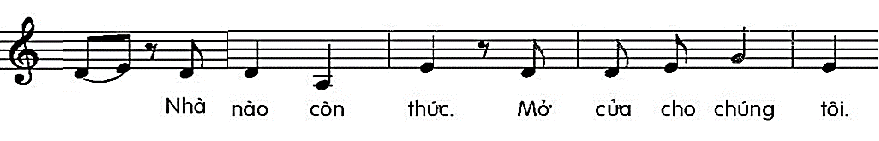 Nhà nào còn thức. Mở cửa cho chúng tôi.